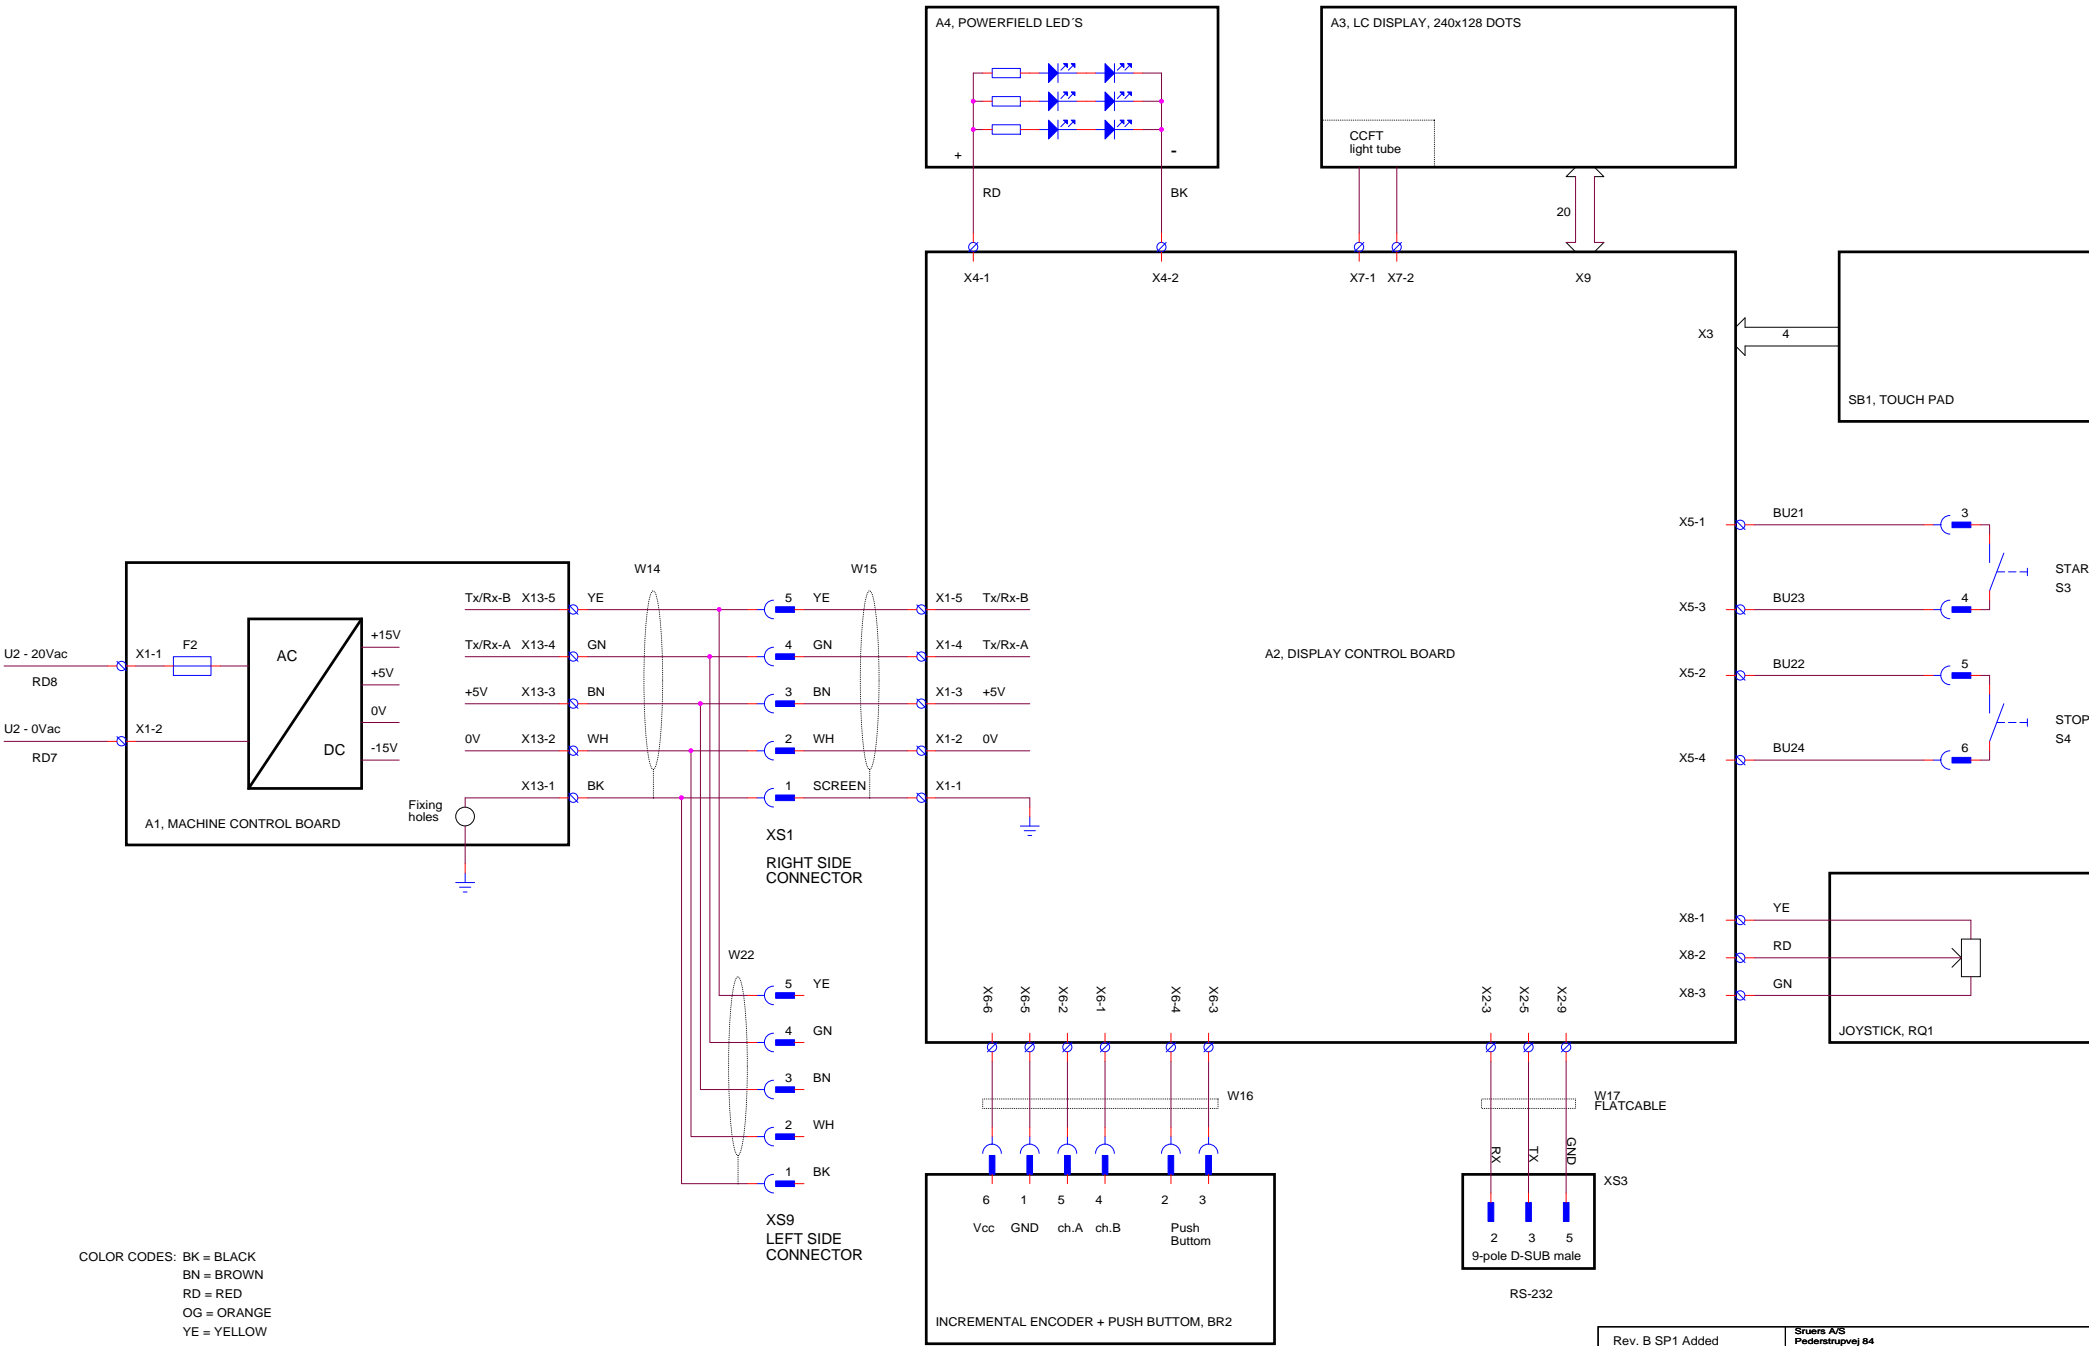 A4, POWERFIELD LED´S
+
-
RD
BK
A3, LC DISPLAY, 240x128 DOTS
CCFT
light tube
20
X4-1
X4-2
X7-1
X7-2
X9
X3
4
SB1, TOUCH PAD
A2, DISPLAY CONTROL BOARD
X5-1
BU21
3
X5-3
BU23
4
STAR
S3
X5-2
BU22
5
X5-4
BU24
6
STOP
S4
U2 - 20Vac
RD8
U2 - 0Vac
RD7
X1-1
F2
X1-2
AC
DC
+15V
+5V
0V
-15V
Tx/Rx-B
X13-5
YE
Tx/Rx-A
X13-4
GN
+5V
X13-3
BN
0V
X13-2
WH
X13-1
BK
Fixing
holes
A1, MACHINE CONTROL BOARD
W14
W15
5
YE
4
GN
3
BN
2
WH
1
SCREEN
XS1
RIGHT SIDE
CONNECTOR
X1-5
Tx/Rx-B
X1-4
Tx/Rx-A
X1-3
+5V
X1-2
0V
X1-1
W22
5
YE
4
GN
3
BN
2
WH
1
BK
XS9
LEFT SIDE
CONNECTOR
X8-1
YE
X8-2
RD
X8-3
GN
JOYSTICK, RQ1
X6-6
X6-5
X6-2
X6-1
X6-4
X6-3
W16
6
1
5
4
2
3
Vcc
GND
ch.A
ch.B
Push
Buttom
INCREMENTAL ENCODER + PUSH BUTTOM, BR2
X2-3
X2-5
X2-9
W17
FLATCABLE
RX
TX
GND
XS3
2
3
5
9-pole D-SUB male
RS-232
COLOR CODES:
BK = BLACK
BN = BROWN
RD = RED
OG = ORANGE
YE = YELLOW
Rev. B SP1 Added
Sruers A/S
Pederstrupvej 84